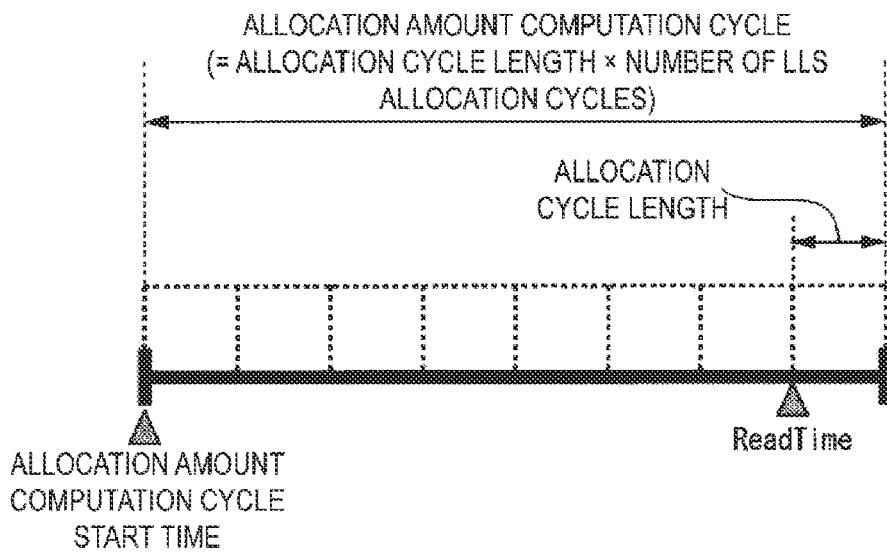 ALLOCATION AMOUNT COMPUTATION CYCLE
(= ALLOCATION CYCLE LENGTH × NUMBER OF LLS
ALLOCATION CYCLES)
ALLOCATION
CYCLE LENGTH
ReadTime
ALLOCATION AMOUNT
COMPUTATION CYCLE
START TIME